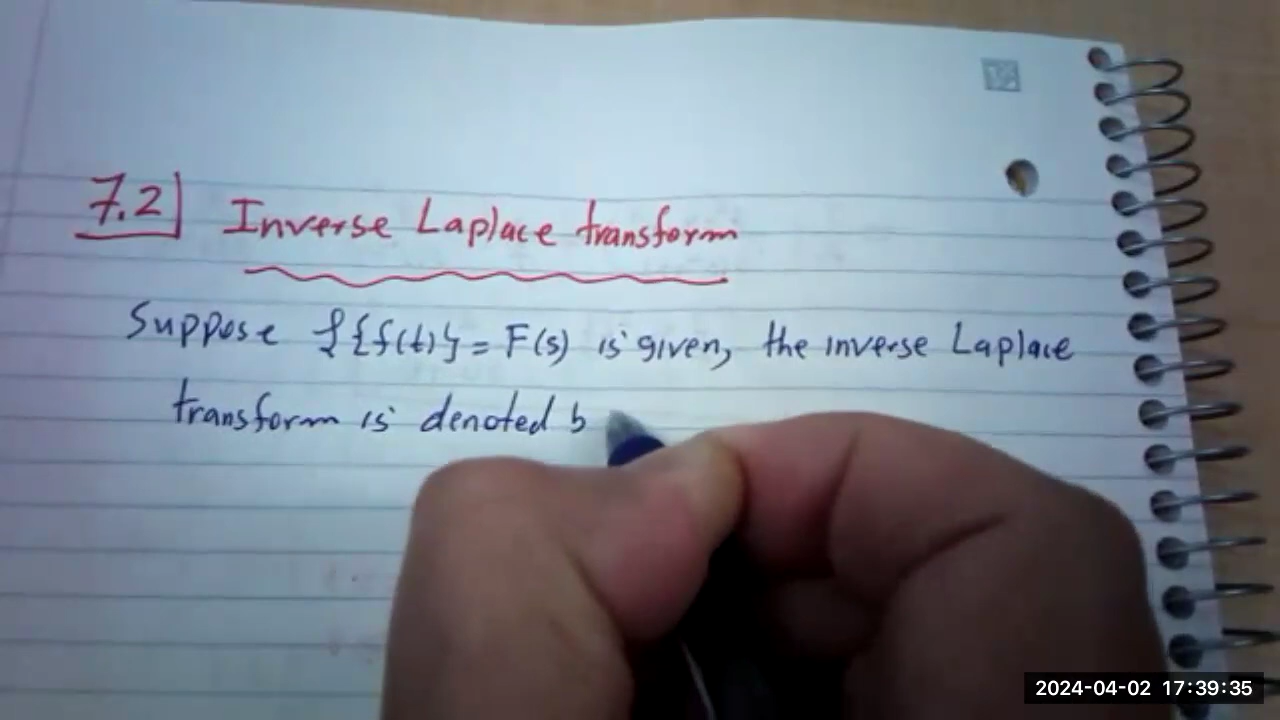 7.2 Inverse Laplace transform
Suppose ℒ{f(t)} = F(s) is given, the inverse Laplace
transform is denoted b
2024-04-02 17:39:35